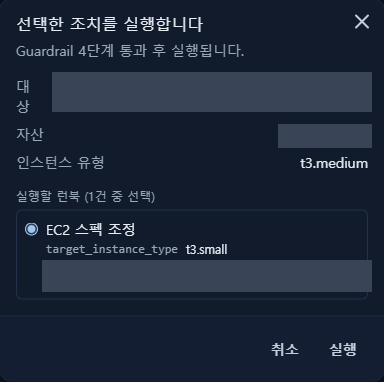 선택한 조치를 실행합니다
Guardrail 4단계 통과 후 실행됩니다.
대상
자산
인스턴스 유형 t3.medium
실행할 런북 (1건 중 선택)
EC2 스펙 조정
target_instance_type t3.small
취소 실행